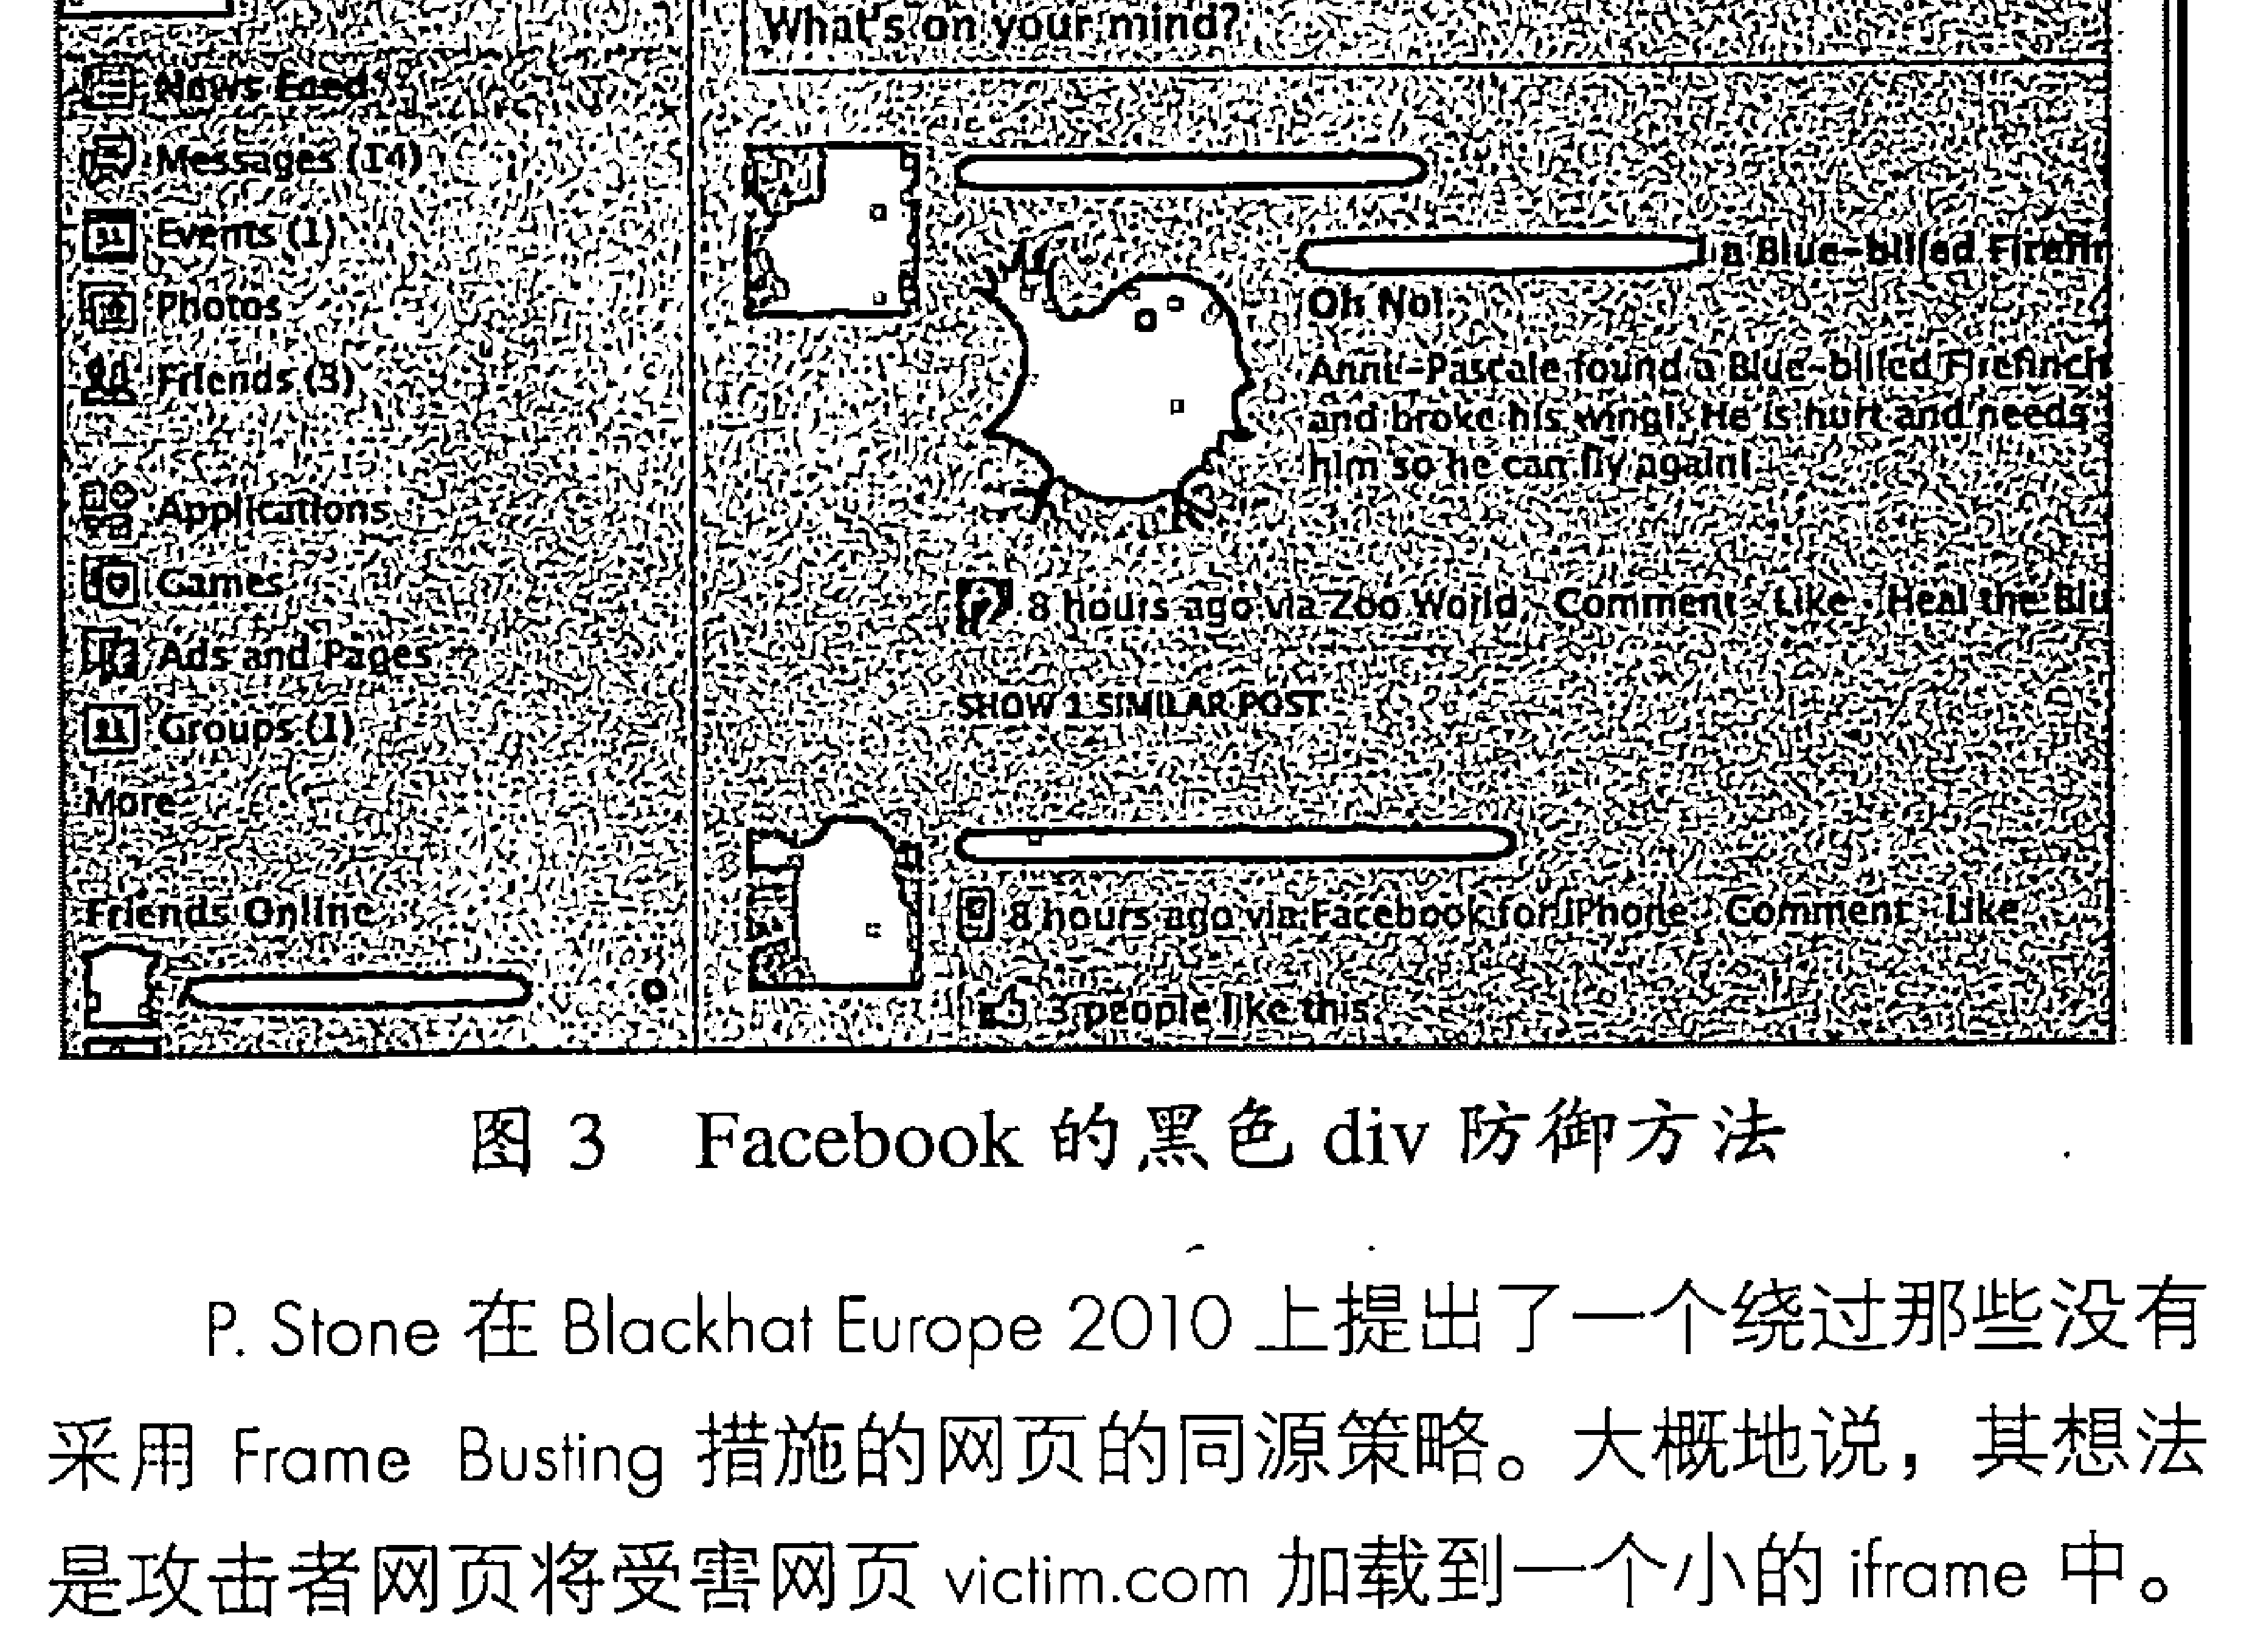 What's on your mind?
News Feed
Messages (14)
Events (1)
Photos
Friends (3)
Applications
Games
Ads and Pages
Groups (1)
More
Friends Online
a Blue-billed Firefin
Oh No!
Anne-Pascale found a Blue-billed Firefinch
and broke his wing! He is hurt and needs
him so he can fly again!
8 hours ago via Zoo World · Comment · Like · Heal the Blu
SHOW 1 SIMILAR POST
8 hours ago via Facebook for iPhone · Comment · Like
3 people like this.
图 3 Facebook 的黑色 div 防御方法
P. Stone 在 Blackhat Europe 2010 上提出了一个绕过那些没有
采用 Frame Busting 措施的网页的同源策略。大概地说，其想法
是攻击者网页将受害网页 victim.com 加载到一个小的 iframe 中。